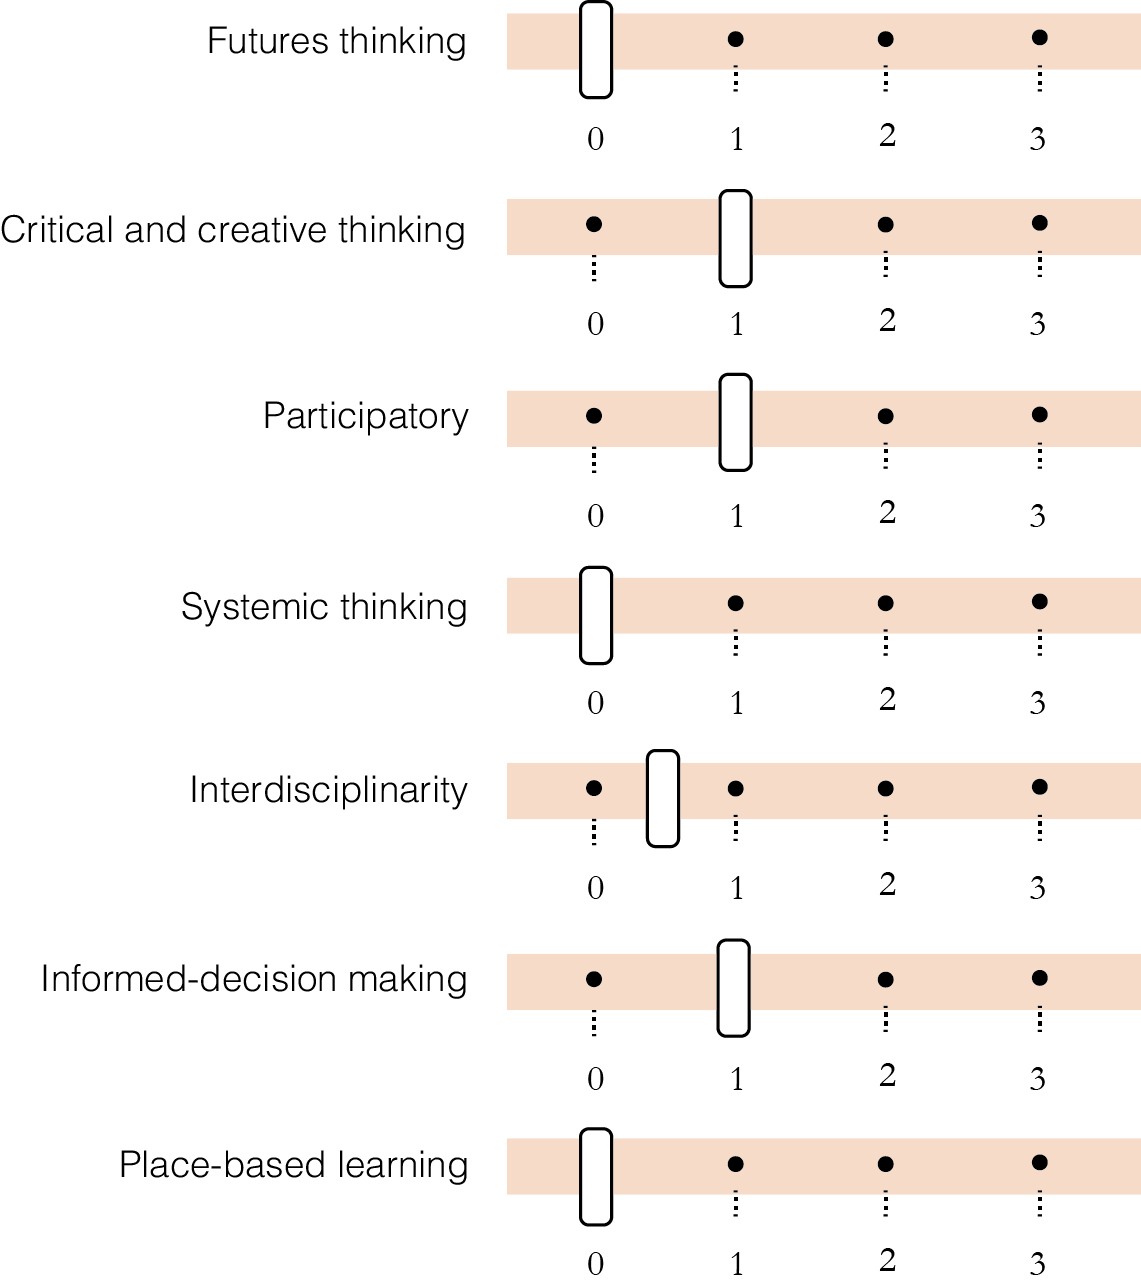 Futures thinking
0 1 2 3
Critical and creative thinking
0 1 2 3
Participatory
0 1 2 3
Systemic thinking
0 1 2 3
Interdisciplinarity
0 1 2 3
Informed-decision making
0 1 2 3
Place-based learning
0 1 2 3